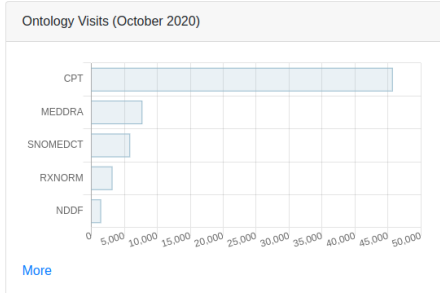 Ontology Visits (October 2020)
CPT
MEDDRA
SNOMEDCT
RXNORM
NDDF
0 5,000 10,000 15,000 20,000 25,000 30,000 35,000 40,000 45,000 50,000
More